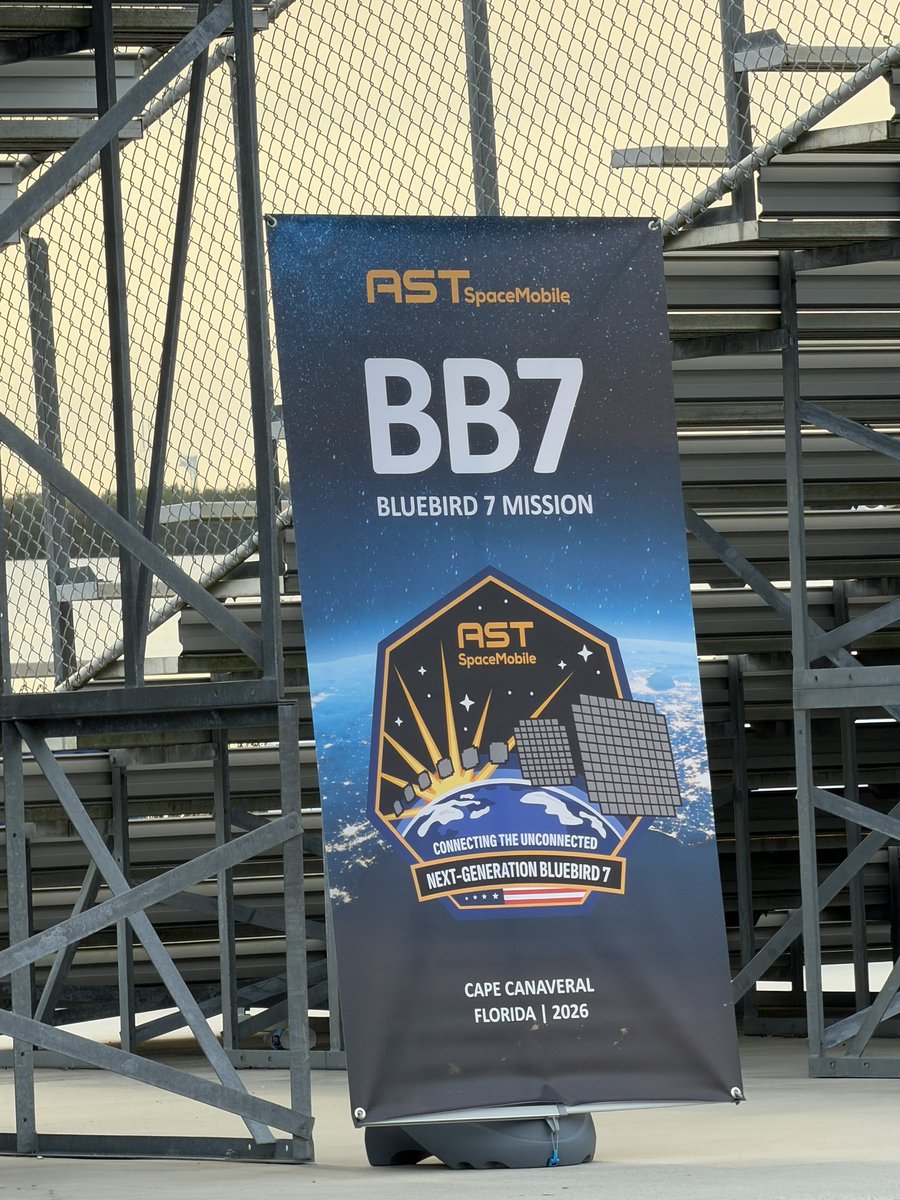 AST SpaceMobile
BB7
BLUEBIRD 7 MISSION
AST
SpaceMobile
CONNECTING THE UNCONNECTED
NEXT-GENERATION BLUEBIRD 7
CAPE CANAVERAL
FLORIDA | 2026